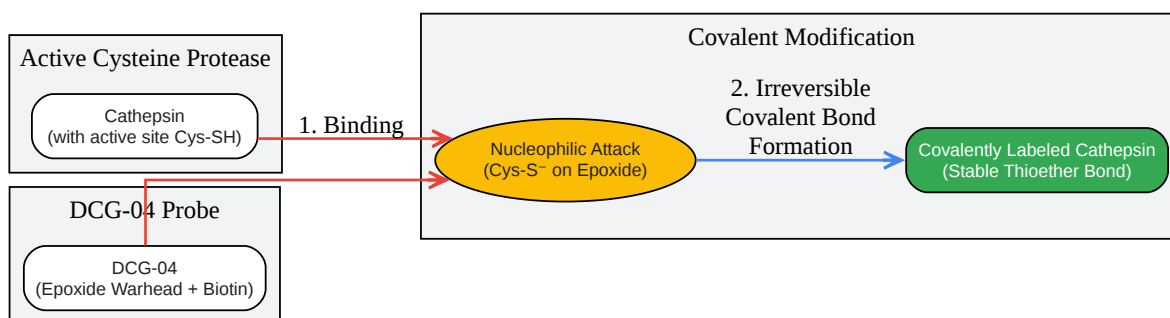 Active Cysteine Protease
Cathepsin
(with active site Cys-SH)
DCG-04 Probe
DCG-04
(Epoxide Warhead + Biotin)
1. Binding
Covalent Modification
Nucleophilic Attack
(Cys-S⁻ on Epoxide)
2. Irreversible
Covalent Bond
Formation
Covalently Labeled Cathepsin
(Stable Thioether Bond)